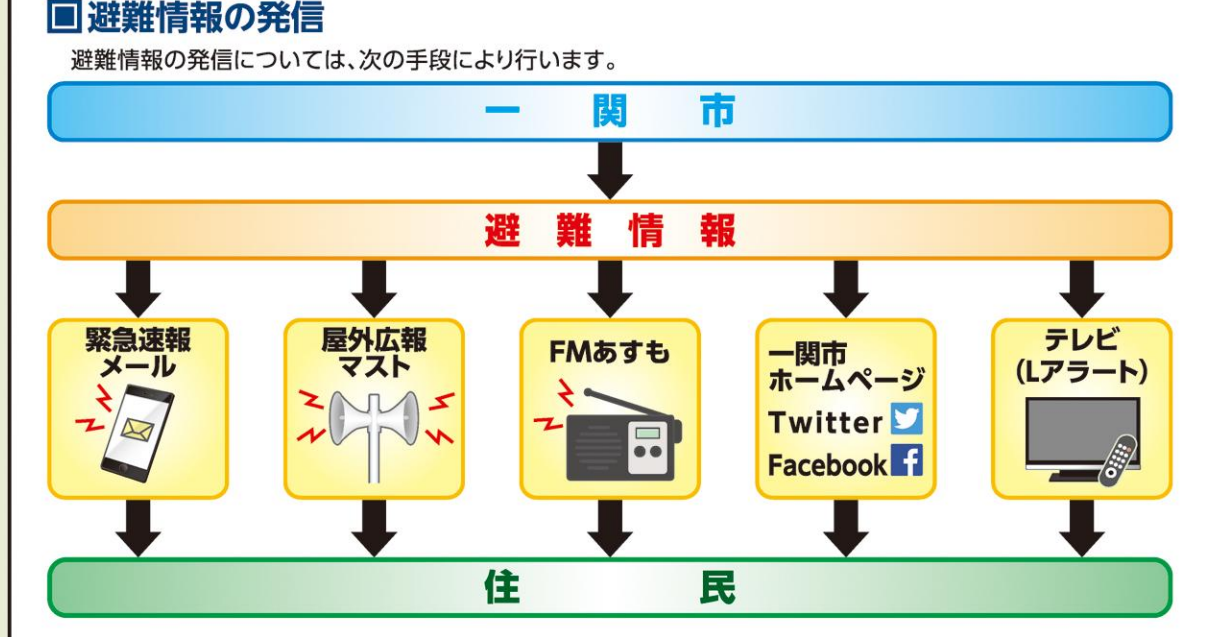 避難情報の発信
避難情報の発信については、次の手段により行います。
一関市
避難情報
緊急速報
メール
屋外広報
マスト
FMあすも
一関市
ホームページ
Twitter
Facebook
テレビ
(Lアラート)
住民